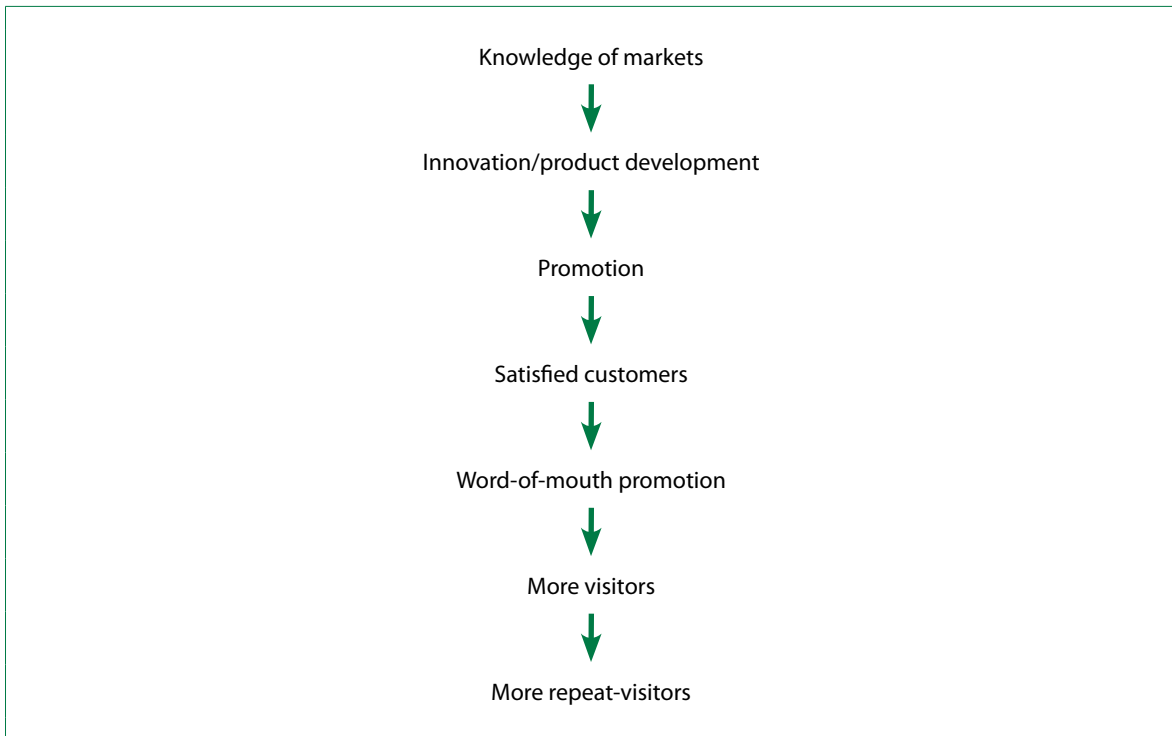 Knowledge of markets
Innovation/product development
Promotion
Satisfied customers
Word-of-mouth promotion
More visitors
More repeat-visitors